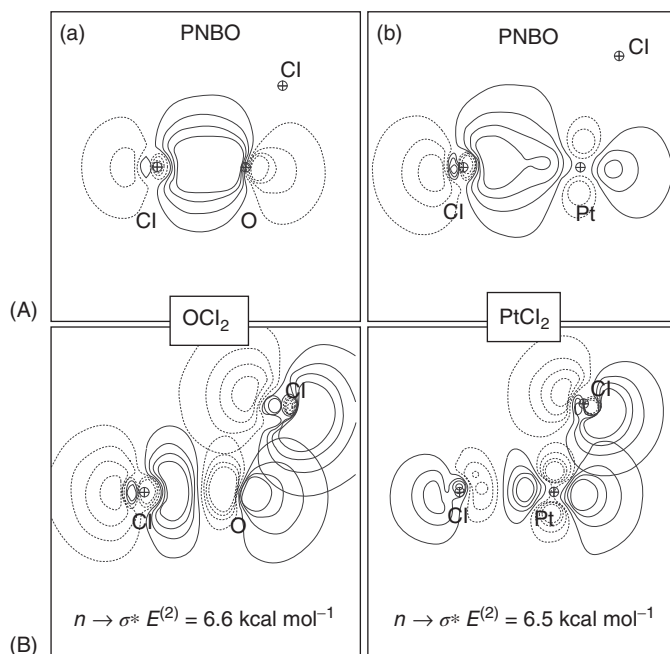 (a)
PNBO
Cl
Cl
O
(b)
PNBO
Cl
Cl
Pt
(A)
OCl₂
PtCl₂
Cl
Cl
O
n → σ* E⁽²⁾ = 6.6 kcal mol⁻¹
Cl
Cl
Pt
n → σ* E⁽²⁾ = 6.5 kcal mol⁻¹
(B)